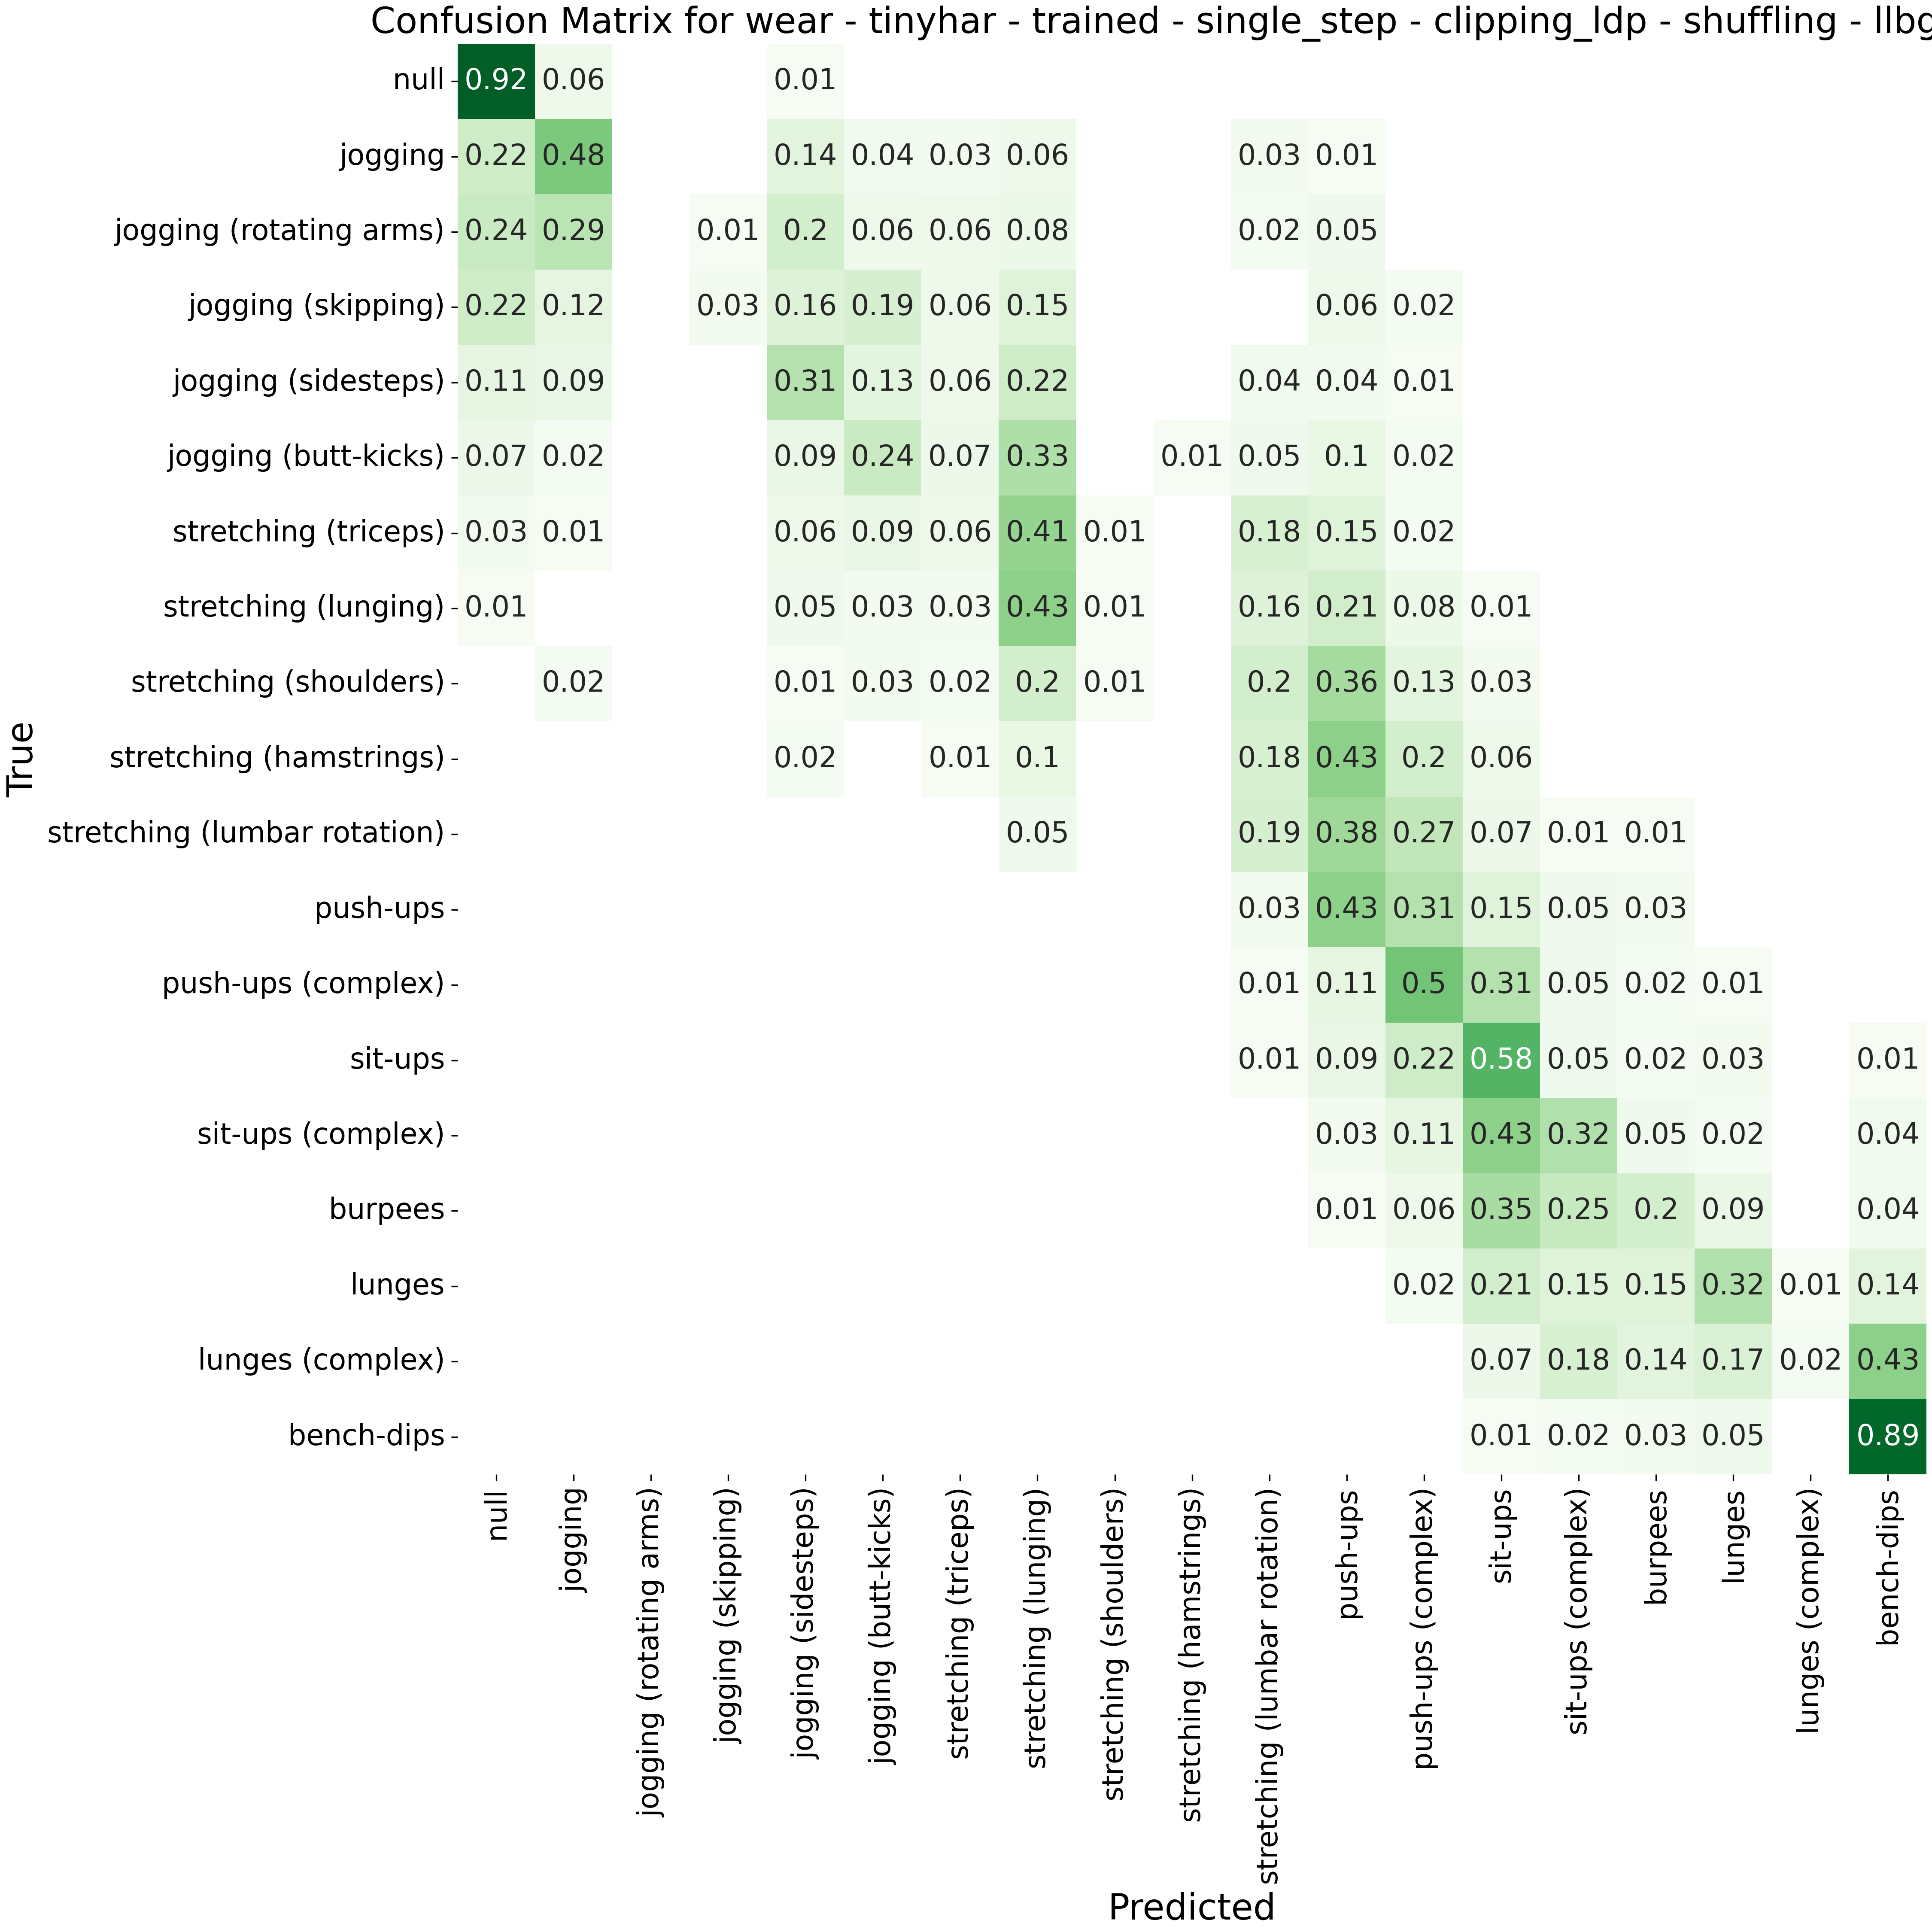 Confusion Matrix for wear - tinyhar - trained - single_step - clipping_ldp - shuffling - llbg
True
null 0.92 0.06 0.01
jogging 0.22 0.48 0.14 0.04 0.03 0.06 0.03 0.01
jogging (rotating arms) 0.24 0.29 0.01 0.2 0.06 0.06 0.08 0.02 0.05
jogging (skipping) 0.22 0.12 0.03 0.16 0.19 0.06 0.15 0.06 0.02
jogging (sidesteps) 0.11 0.09 0.31 0.13 0.06 0.22 0.04 0.04 0.01
jogging (butt-kicks) 0.07 0.02 0.09 0.24 0.07 0.33 0.01 0.05 0.1 0.02
stretching (triceps) 0.03 0.01 0.06 0.09 0.06 0.41 0.01 0.18 0.15 0.02
stretching (lunging) 0.01 0.05 0.03 0.03 0.43 0.01 0.16 0.21 0.08 0.01
stretching (shoulders) 0.02 0.01 0.03 0.02 0.2 0.01 0.2 0.36 0.13 0.03
stretching (hamstrings) 0.02 0.01 0.1 0.18 0.43 0.2 0.06
stretching (lumbar rotation) 0.05 0.19 0.38 0.27 0.07 0.01 0.01
push-ups 0.03 0.43 0.31 0.15 0.05 0.03
push-ups (complex) 0.01 0.11 0.5 0.31 0.05 0.02 0.01
sit-ups 0.01 0.09 0.22 0.58 0.05 0.02 0.03 0.01
sit-ups (complex) 0.03 0.11 0.43 0.32 0.05 0.02 0.04
burpees 0.01 0.06 0.35 0.25 0.2 0.09 0.04
lunges 0.02 0.21 0.15 0.15 0.32 0.01 0.14
lunges (complex) 0.07 0.18 0.14 0.17 0.02 0.43
bench-dips 0.01 0.02 0.03 0.05 0.89
null
jogging
jogging (rotating arms)
jogging (skipping)
jogging (sidesteps)
jogging (butt-kicks)
stretching (triceps)
stretching (lunging)
stretching (shoulders)
stretching (hamstrings)
stretching (lumbar rotation)
push-ups
push-ups (complex)
sit-ups
sit-ups (complex)
burpees
lunges
lunges (complex)
bench-dips
Predicted